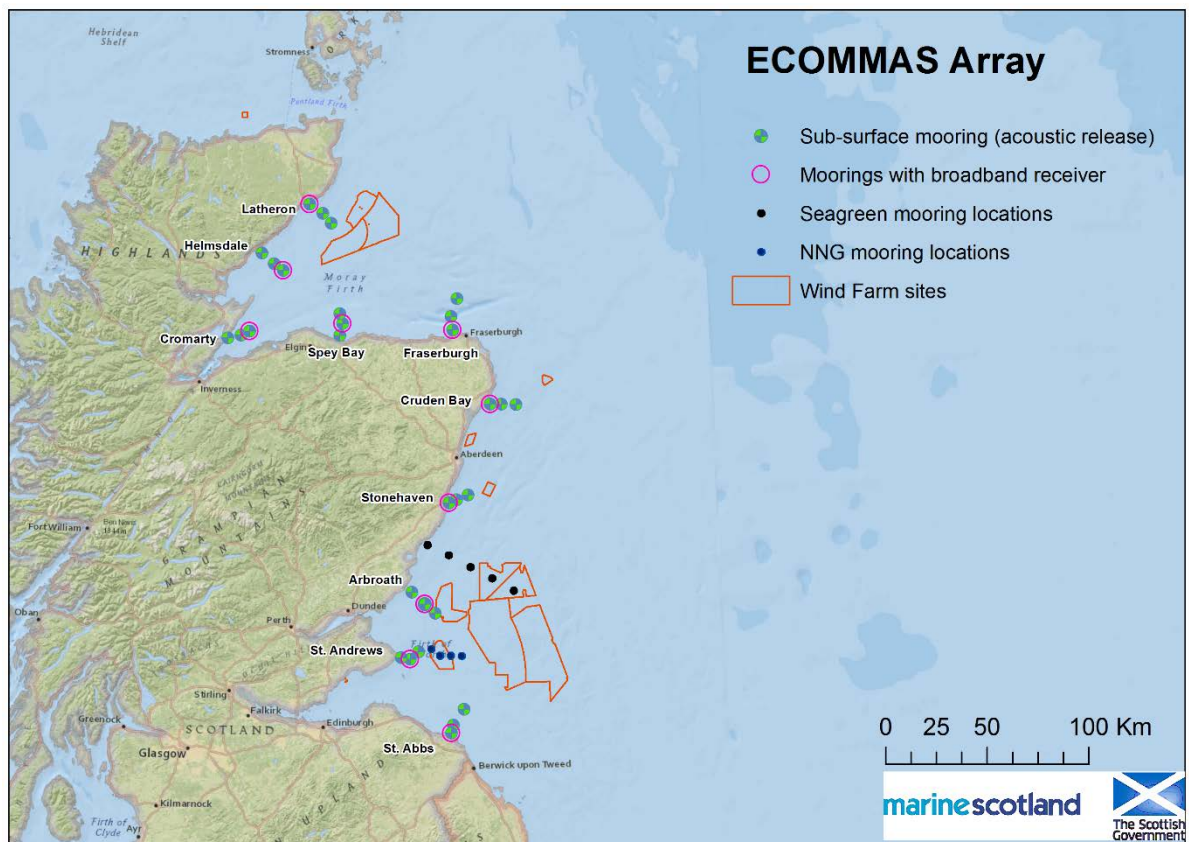 Hebridean
Shelf
Stromness
ORK
Pentland Firth
ECOMMAS Array
Sub-surface mooring (acoustic release)
Moorings with broadband receiver
Seagreen mooring locations
NNG mooring locations
Wind Farm sites
Latheron
Helmsdale
HIGHLANDS
Moray
Firth
Cromarty
Elgin
Spey Bay
Fraserburgh
Fraserburgh
Inverness
Cruden Bay
Aberdeen
Stonehaven
GRAMPIAN
MOUNTAINS
Fort William
Ben Nevis
1344m
Arbroath
Oban
Dundee
Perth
St. Andrews
Firth of
Stirling
Falkirk
Edinburgh
Greenock
SCOTLAND
Glasgow
St. Abbs
Berwick upon Tweed
UPLAND
Kilmarnock
Firth of
Clyde
Ayr
0 25 50 100 Km
marinescotland
The Scottish
Government